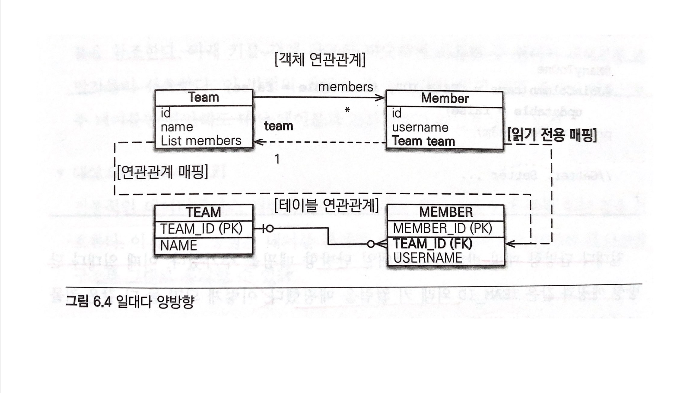 [객체 연관관계]
members
Team
id
name
List members
*
team
1
Member
id
username
Team team
[읽기 전용 매핑]
[연관관계 매핑]
[테이블 연관관계]
TEAM
TEAM_ID (PK)
NAME
MEMBER
MEMBER_ID (PK)
TEAM_ID (FK)
USERNAME
그림 6.4 일대다 양방향